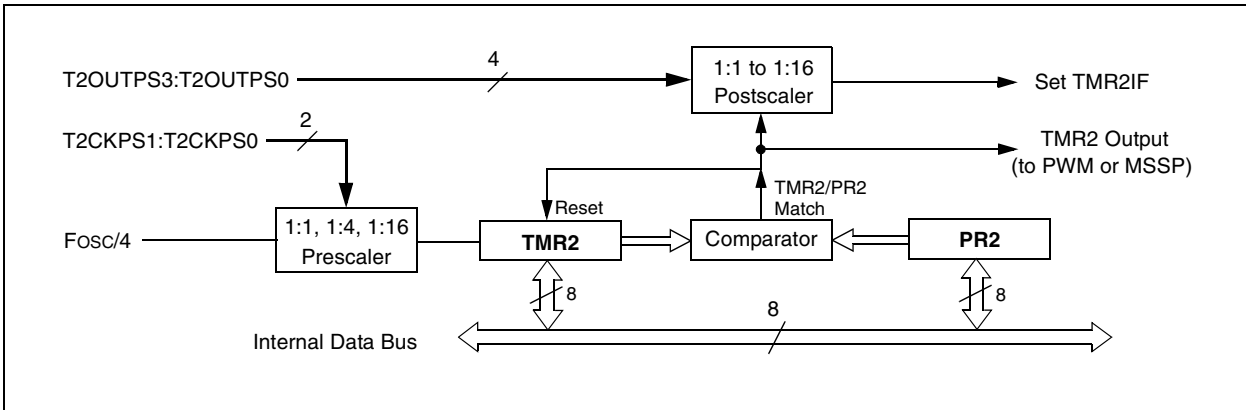 T2OUTPS3:T2OUTPS0
4
1:1 to 1:16
Postscaler
Set TMR2IF
T2CKPS1:T2CKPS0
2
TMR2 Output
(to PWM or MSSP)
TMR2/PR2
Match
Reset
FOSC/4
1:1, 1:4, 1:16
Prescaler
TMR2
Comparator
PR2
8
8
8
Internal Data Bus